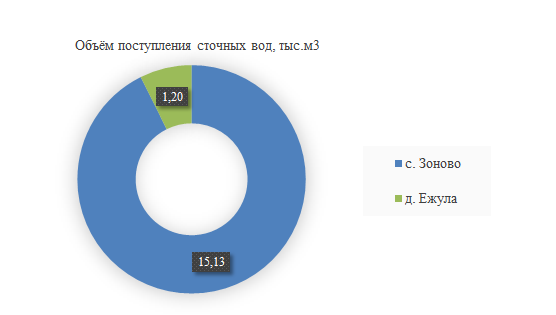 Объём поступления сточных вод, тыс.м3
1,20
с. Зоново
д. Ежула
15,13